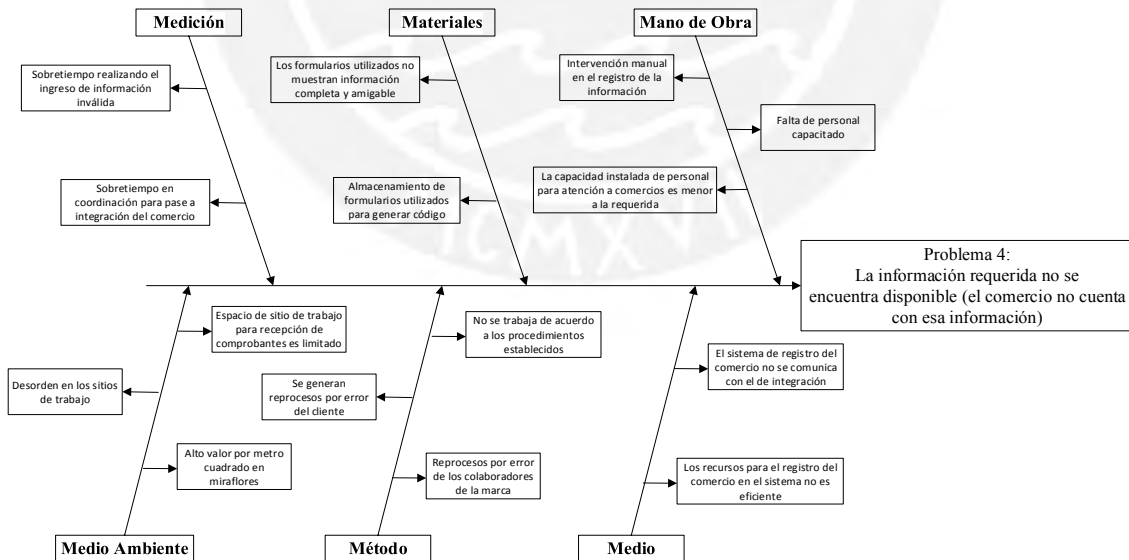 Medición
Materiales
Mano de Obra
Sobretiempo realizando el
ingreso de información
inválida
Los formularios utilizados no
muestran información
completa y amigable
Intervención manual
en el registro de la
información
Falta de personal
capacitado
Sobretiempo en
coordinación para pase a
integración del comercio
Almacenamiento de
formularios utilizados
para generar código
La capacidad instalada de personal
para atención a comercios es menor
a la requerida
ICMXVII
Problema 4:
La información requerida no se
encuentra disponible (el comercio no cuenta
con esa información)
Espacio de sitio de trabajo
para recepción de
comprobantes es limitado
No se trabaja de acuerdo
a los procedimientos
establecidos
El sistema de registro del
comercio no se comunica
con el de integración
Desorden en los sitios
de trabajo
Se generan
reprocesos por error
del cliente
Alto valor por metro
cuadrado en
miraflores
Reprocesos por error
de los colaboradores
de la marca
Los recursos para el registro del
comercio en el sistema no es
eficiente
Medio Ambiente
Método
Medio